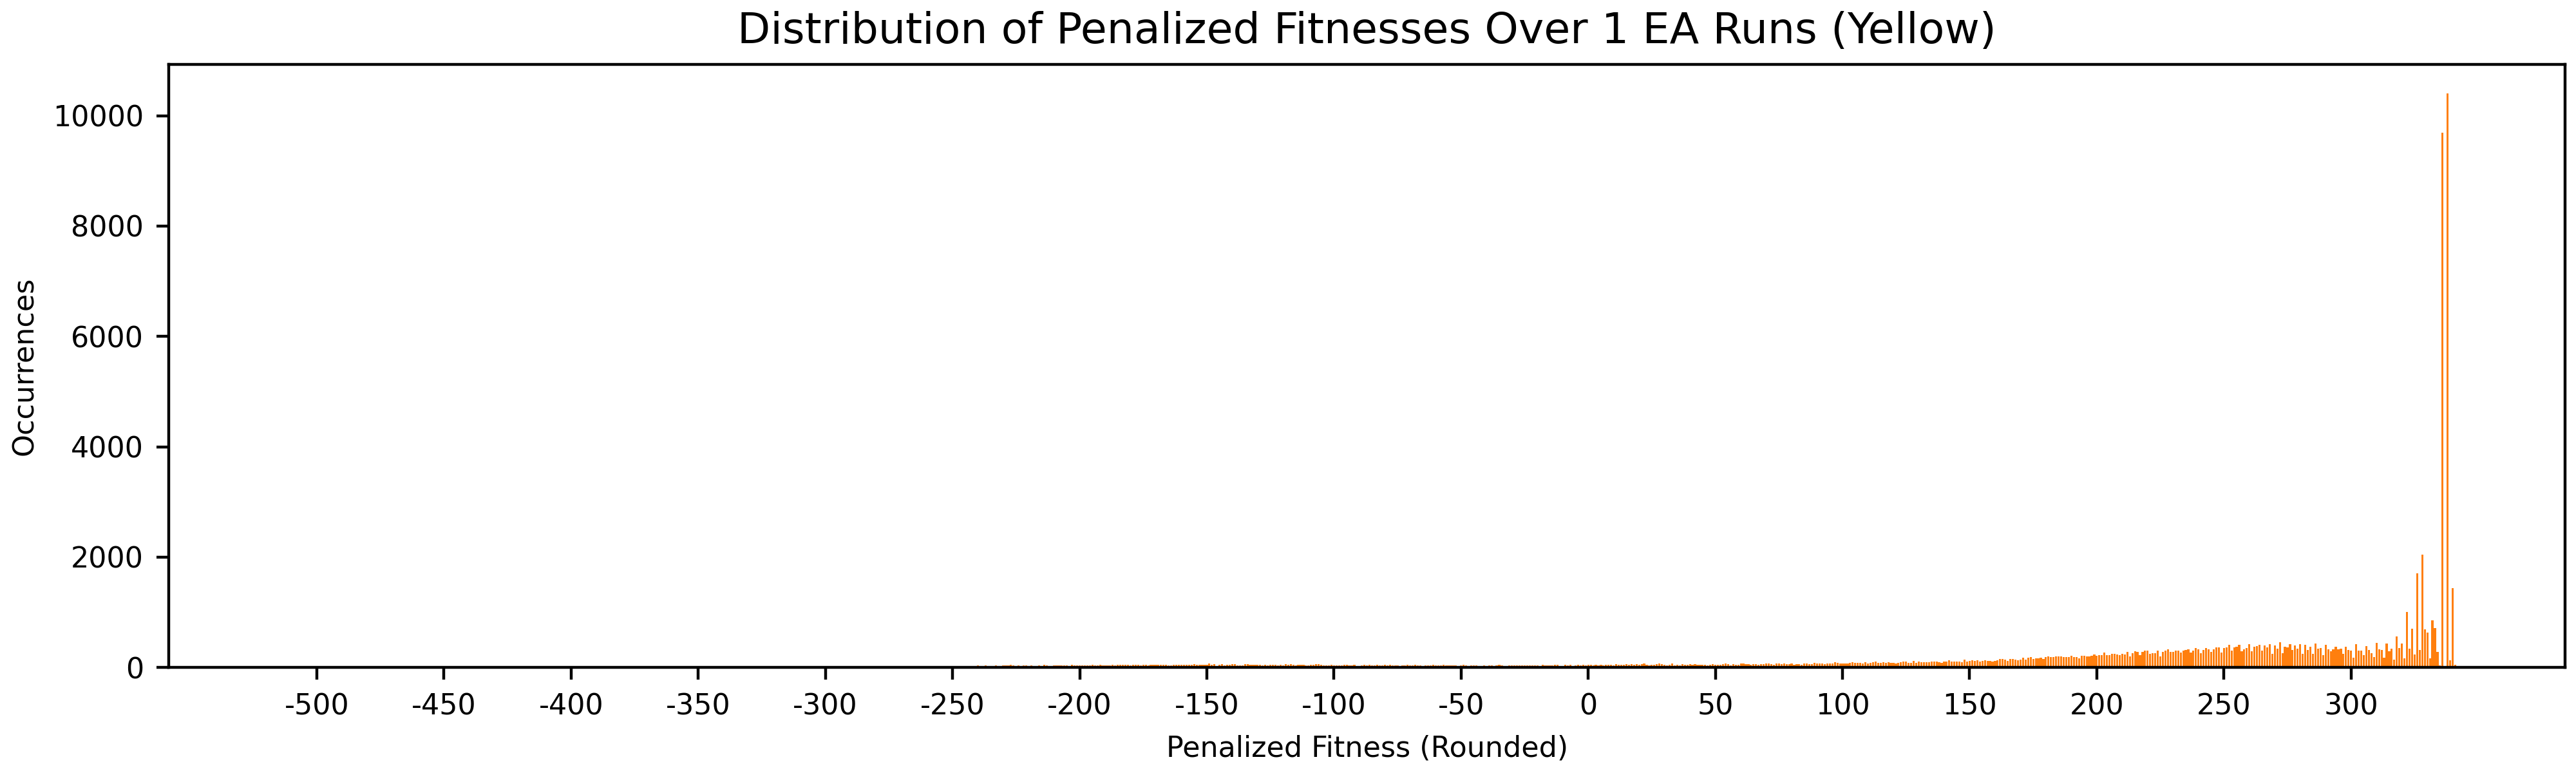 Distribution of Penalized Fitnesses Over 1 EA Runs (Yellow)
10000
8000
6000
4000
2000
0
Occurrences
-500 -450 -400 -350 -300 -250 -200 -150 -100 -50 0 50 100 150 200 250 300
Penalized Fitness (Rounded)